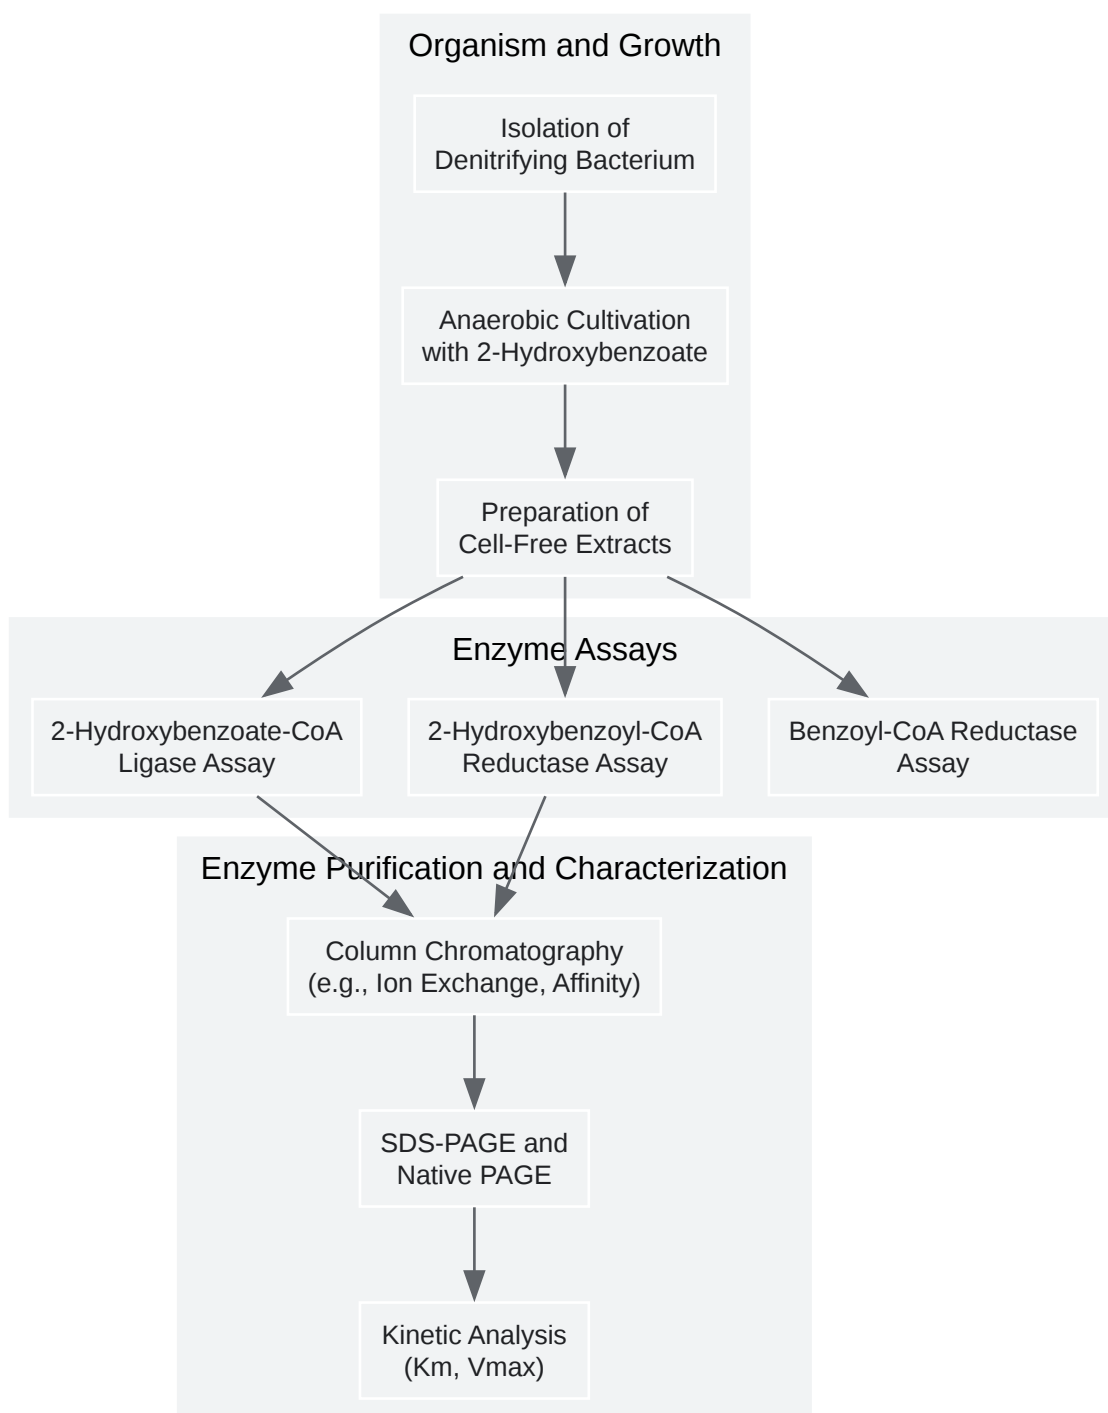 Organism and Growth
Isolation of
Denitrifying Bacterium
Anaerobic Cultivation
with 2-Hydroxybenzoate
Preparation of
Cell-Free Extracts
Enzyme Assays
2-Hydroxybenzoate-CoA
Ligase Assay
2-Hydroxybenzoyl-CoA
Reductase Assay
Benzoyl-CoA Reductase
Assay
Enzyme Purification and Characterization
Column Chromatography
(e.g., Ion Exchange, Affinity)
SDS-PAGE and
Native PAGE
Kinetic Analysis
(Km, Vmax)